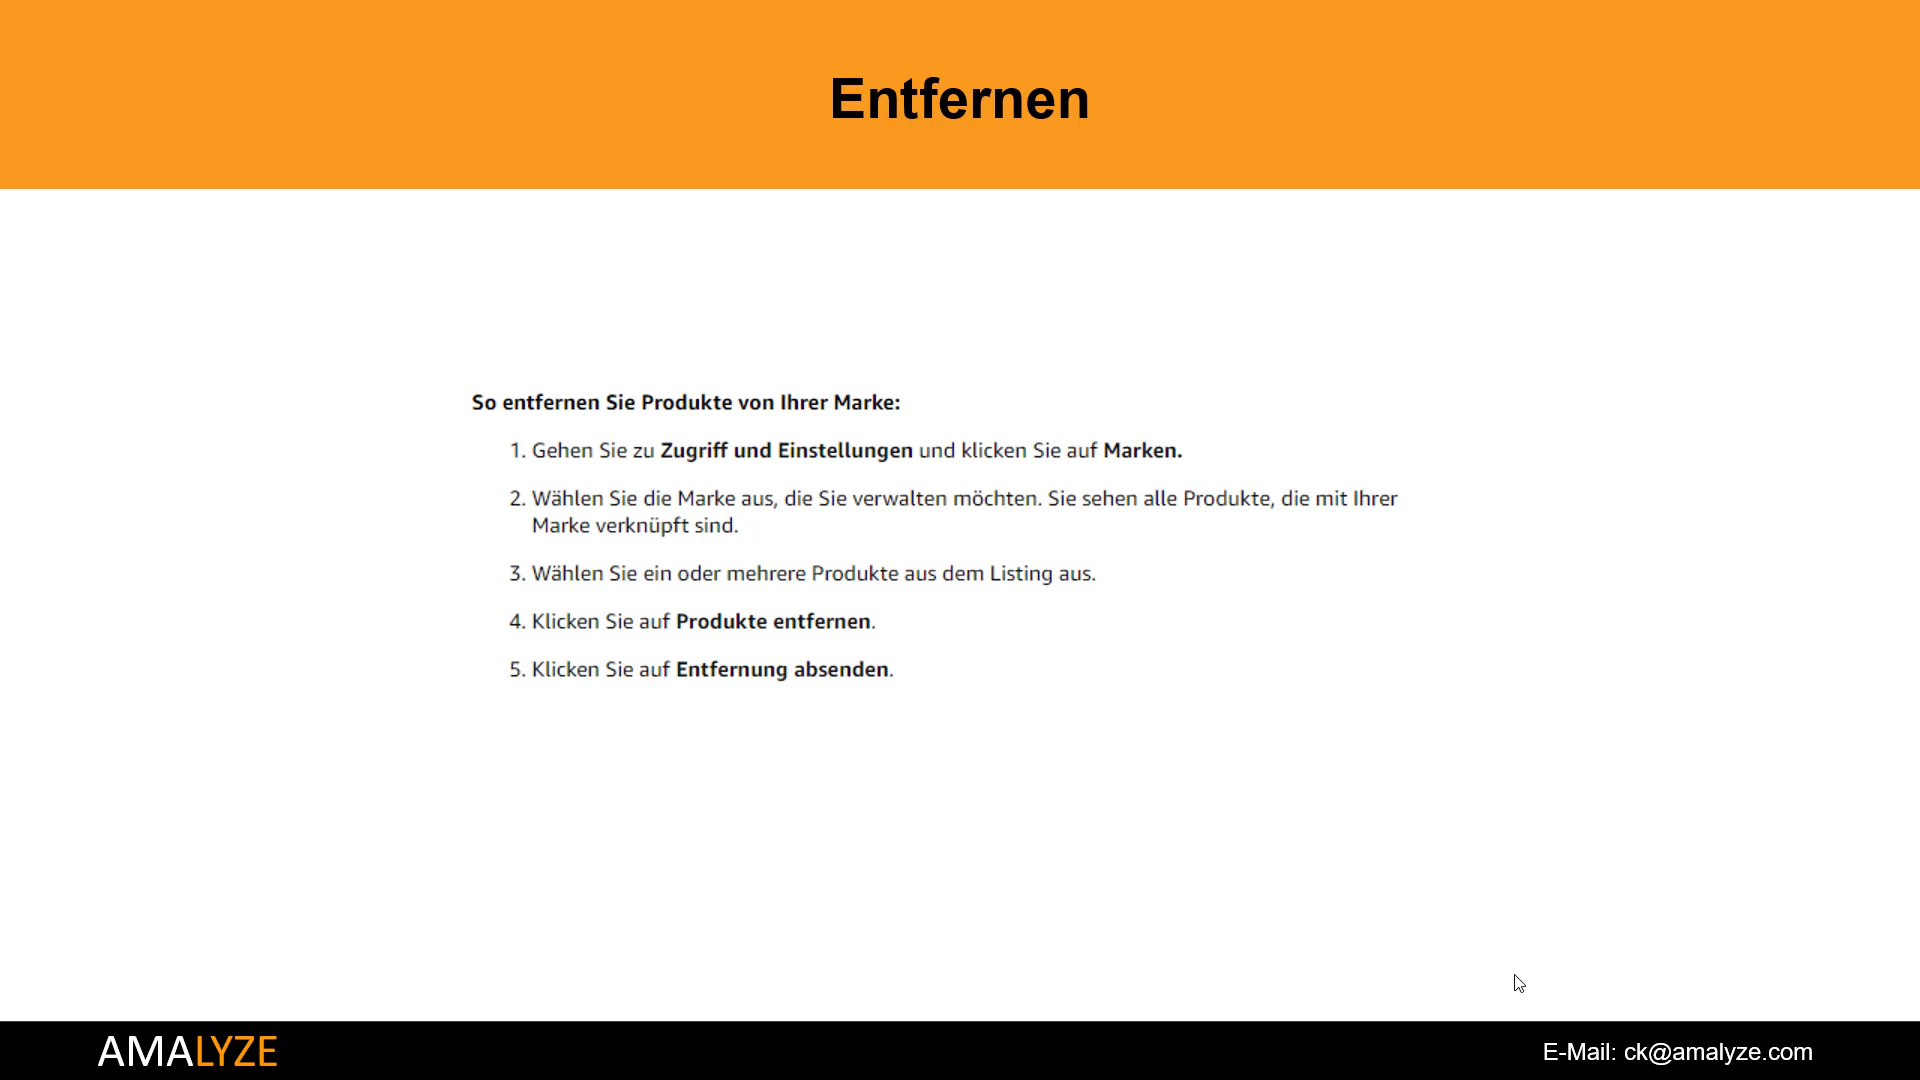 Entfernen
So entfernen Sie Produkte von Ihrer Marke:
1. Gehen Sie zu Zugriff und Einstellungen und klicken Sie auf Marken.
2. Wählen Sie die Marke aus, die Sie verwalten möchten. Sie sehen alle Produkte, die mit Ihrer
Marke verknüpft sind.
3. Wählen Sie ein oder mehrere Produkte aus dem Listing aus.
4. Klicken Sie auf Produkte entfernen.
5. Klicken Sie auf Entfernung absenden.
AMALYZE
E-Mail: ck@amalyze.com